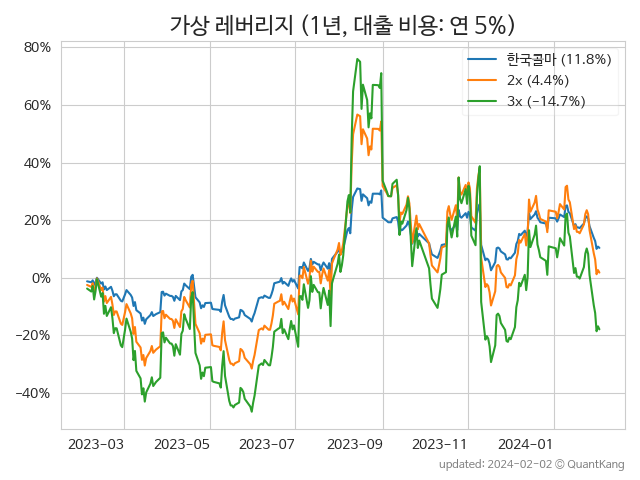 가상 레버리지 (1년, 대출 비용: 연 5%)
80%
60%
40%
20%
0%
−20%
−40%
한국콜마 (11.8%)
2x (4.4%)
3x (−14.7%)
2023-03
2023-05
2023-07
2023-09
2023-11
2024-01
updated: 2024-02-02 © QuantKang